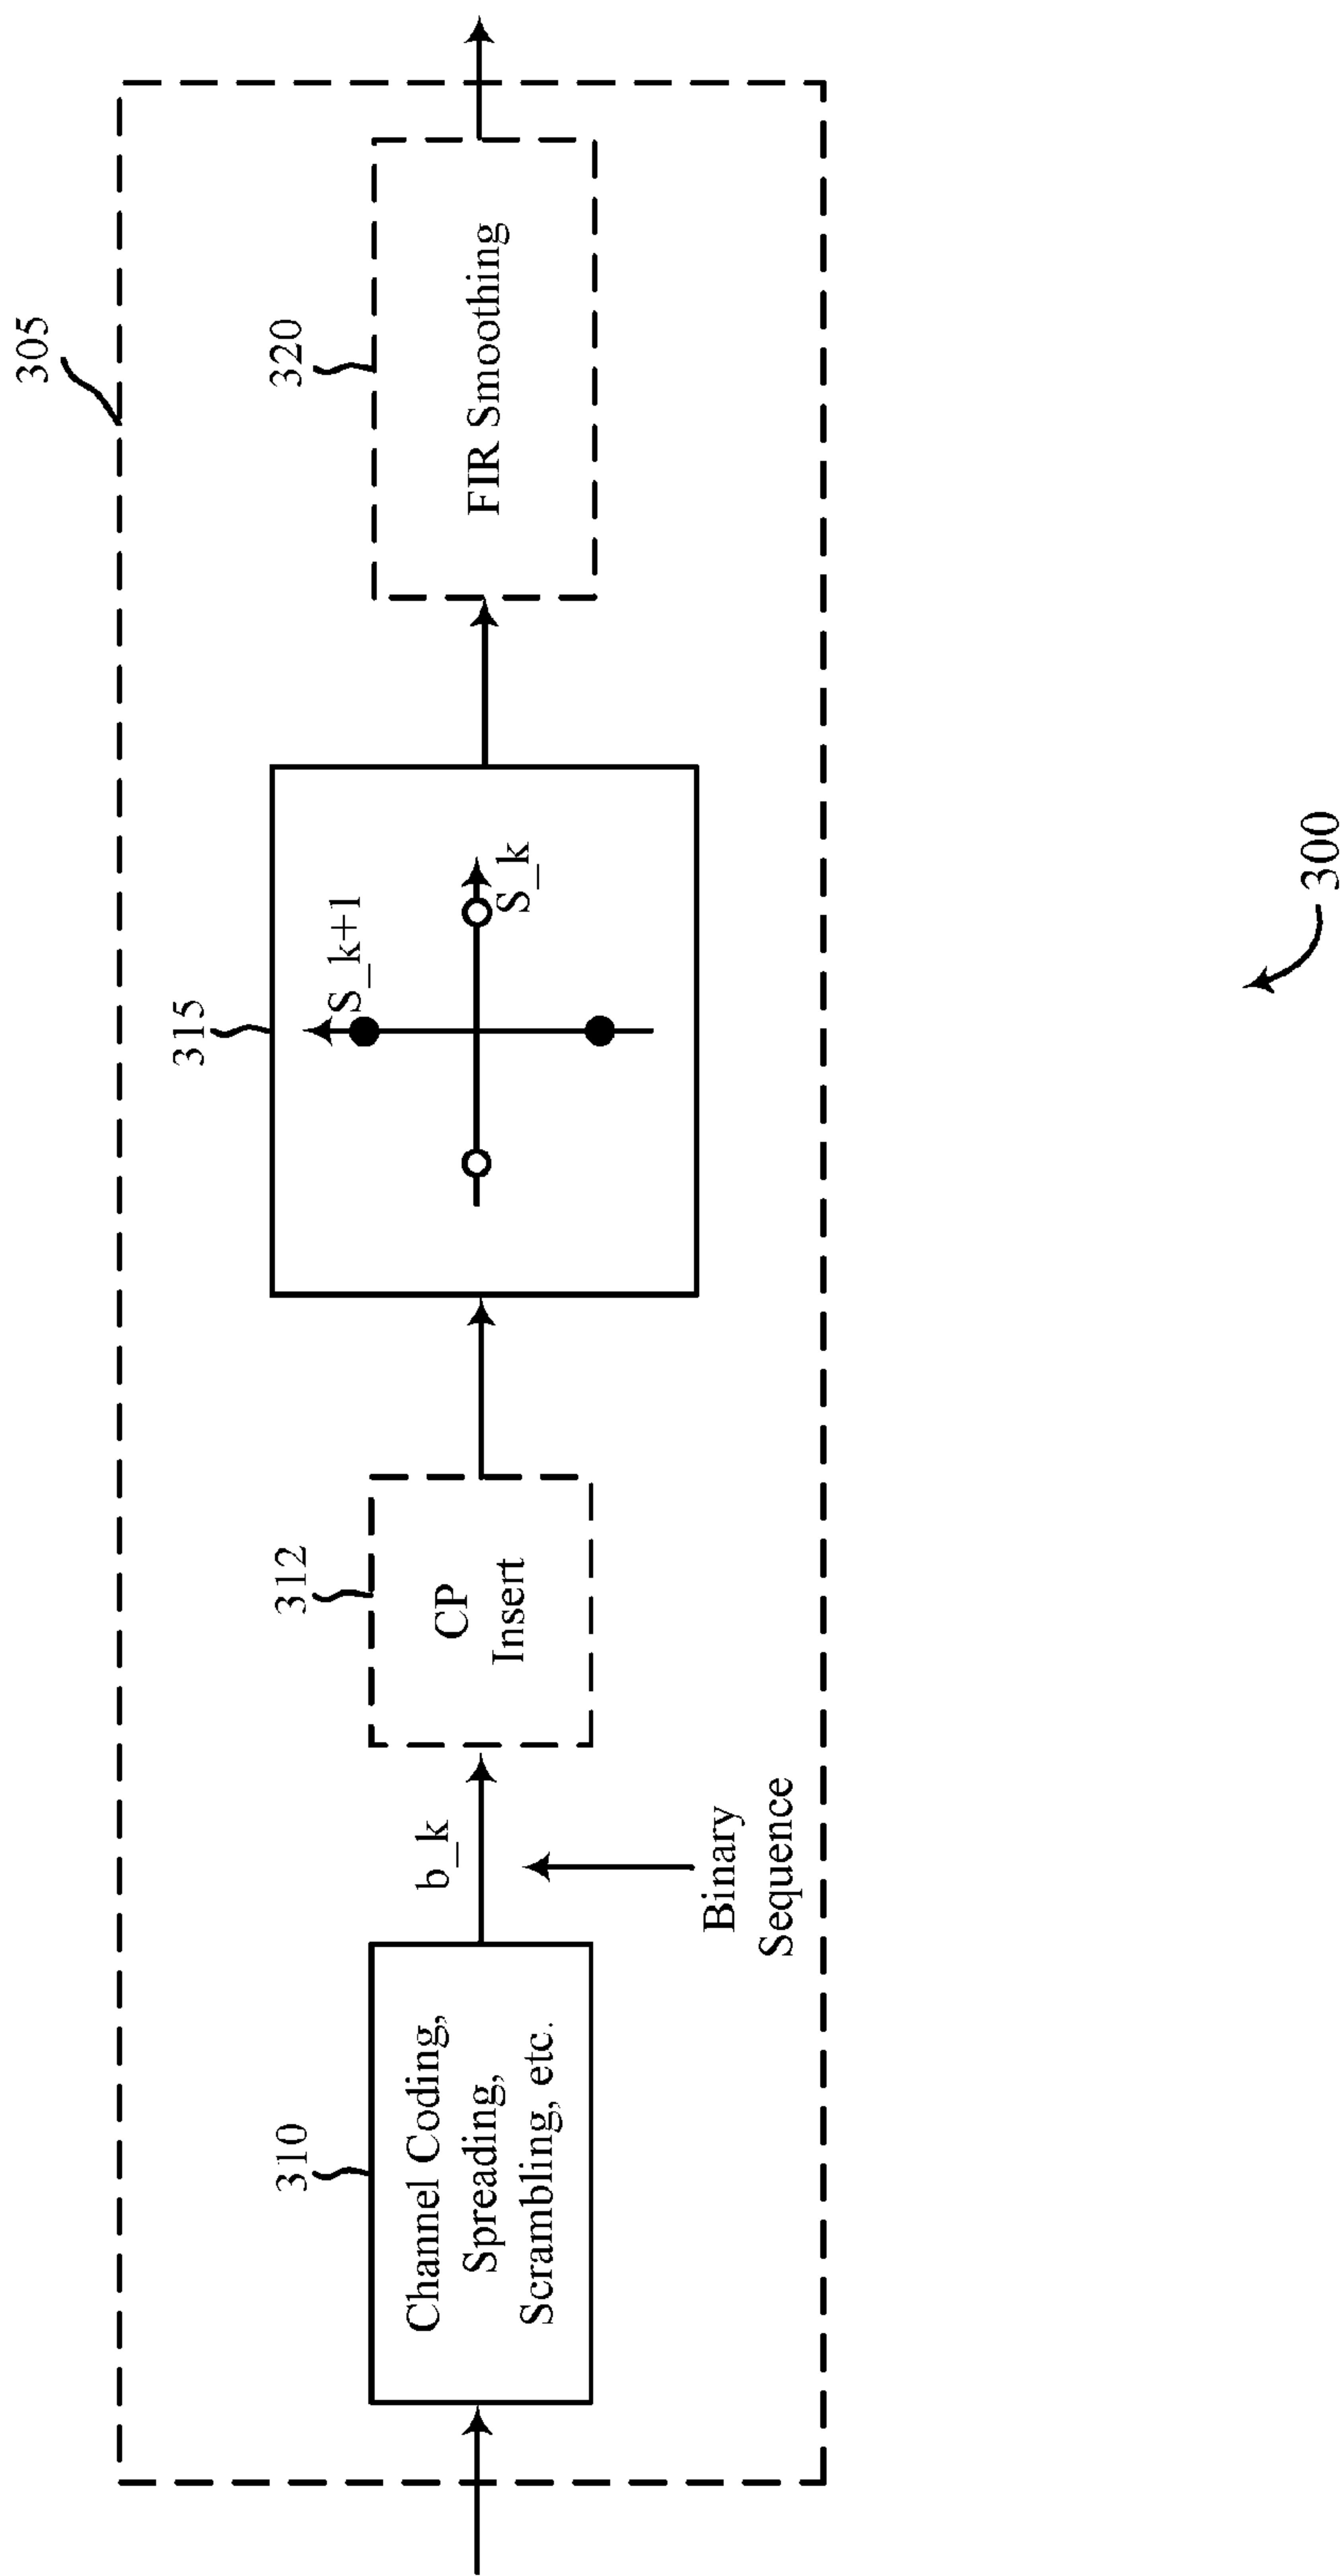 305
310
Channel Coding,
Spreading,
Scrambling, etc.
b_k
Binary
Sequence
312
CP
Insert
315
S_k+1
S_k
320
FIR Smoothing
300